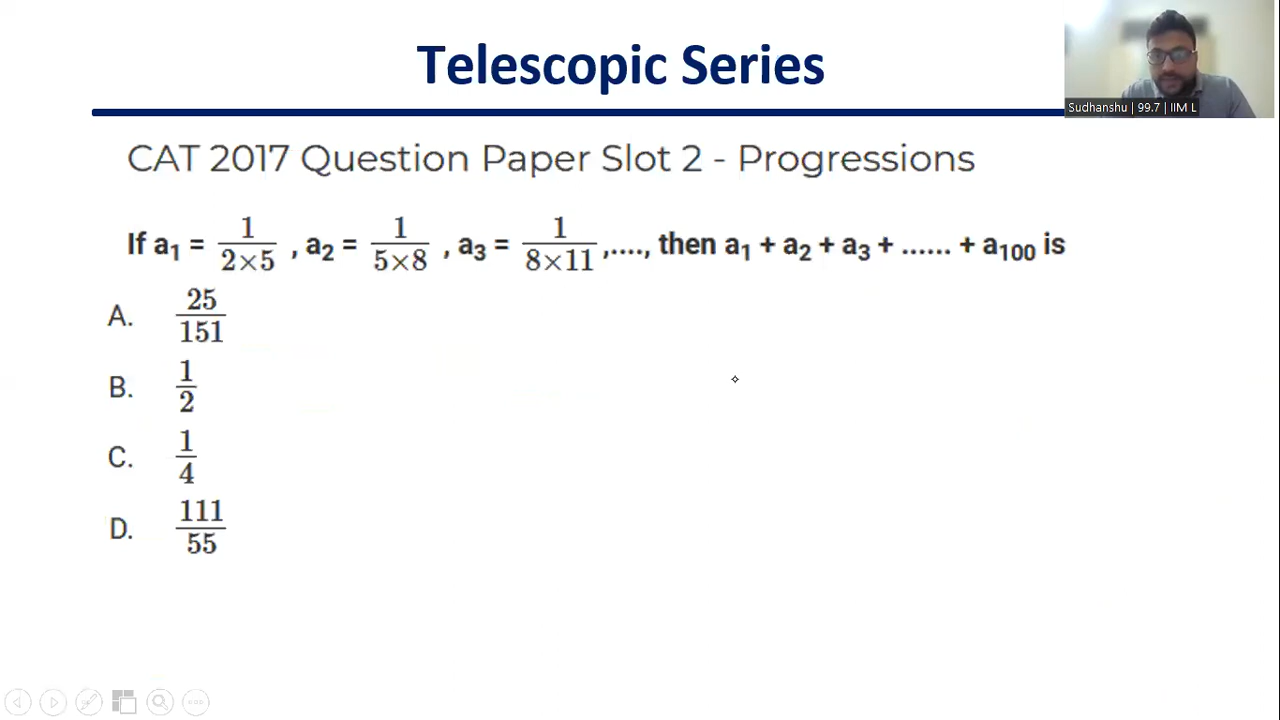 Telescopic Series
Sudhanshu | 99.7 | IIM L
CAT 2017 Question Paper Slot 2 - Progressions
If a₁ = 1/(2×5) , a₂ = 1/(5×8) , a₃ = 1/(8×11) ,...., then a₁ + a₂ + a₃ + ...... + a₁₀₀ is
A. 25/151
B. 1/2
C. 1/4
D. 111/55